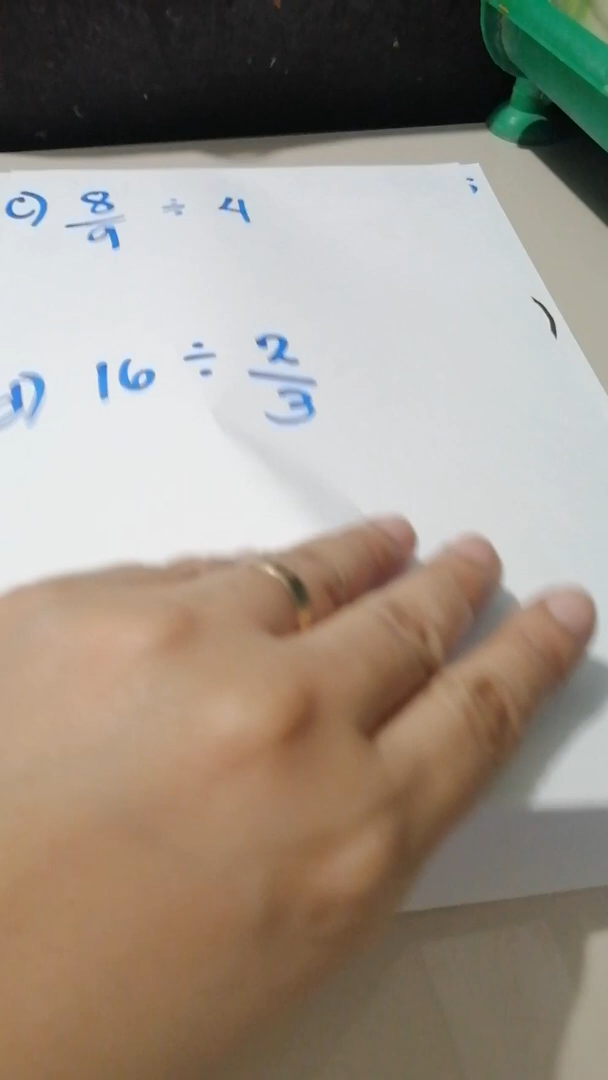 c) 8/9 ÷ 4
d) 16 ÷ 2/3